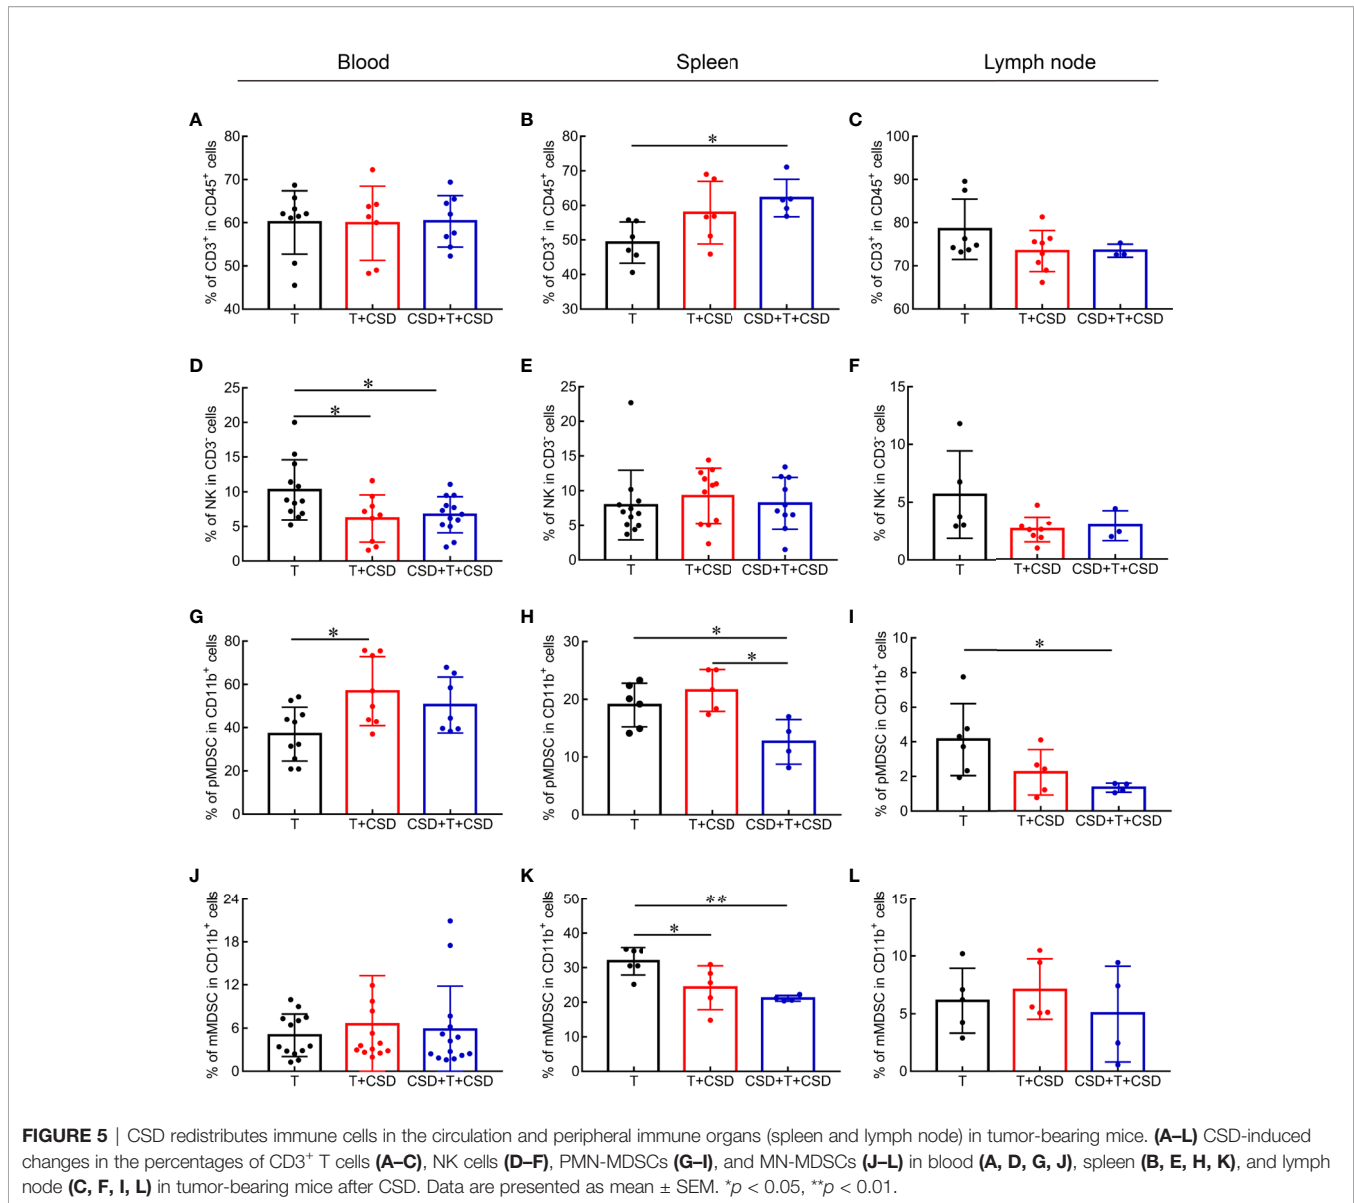 Blood Spleen Lymph node
A B C
% of CD3+ in CD45+ cells
80
70
60
50
40
T T+CSD CSD+T+CSD
% of CD3+ in CD45+ cells
80
70
60
50
40
30
*
T T+CSD CSD+T+CSD
% of CD3+ in CD45+ cells
100
90
80
70
60
T T+CSD CSD+T+CSD
D E F
% of NK in CD3- cells
25
20
15
10
5
0
*
*
T T+CSD CSD+T+CSD
% of NK in CD3- cells
25
20
15
10
5
0
T T+CSD CSD+T+CSD
% of NK in CD3- cells
15
10
5
0
T T+CSD CSD+T+CSD
G H I
% of pMDSC in CD11b+ cells
80
60
40
20
0
*
T T+CSD CSD+T+CSD
% of pMDSC in CD11b+ cells
30
20
10
0
*
*
T T+CSD CSD+T+CSD
% of pMDSC in CD11b+ cells
10
8
6
4
2
0
*
T T+CSD CSD+T+CSD
J K L
% of mMDSC in CD11b+ cells
24
18
12
6
0
T T+CSD CSD+T+CSD
% of mMDSC in CD11b+ cells
50
40
30
20
10
0
**
*
T T+CSD CSD+T+CSD
% of mMDSC in CD11b+ cells
15
10
5
0
T T+CSD CSD+T+CSD
FIGURE 5 | CSD redistributes immune cells in the circulation and peripheral immune organs (spleen and lymph node) in tumor-bearing mice. (A–L) CSD-induced
changes in the percentages of CD3+ T cells (A–C), NK cells (D–F), PMN-MDSCs (G–I), and MN-MDSCs (J–L) in blood (A, D, G, J), spleen (B, E, H, K), and lymph
node (C, F, I, L) in tumor-bearing mice after CSD. Data are presented as mean ± SEM. *p < 0.05, **p < 0.01.